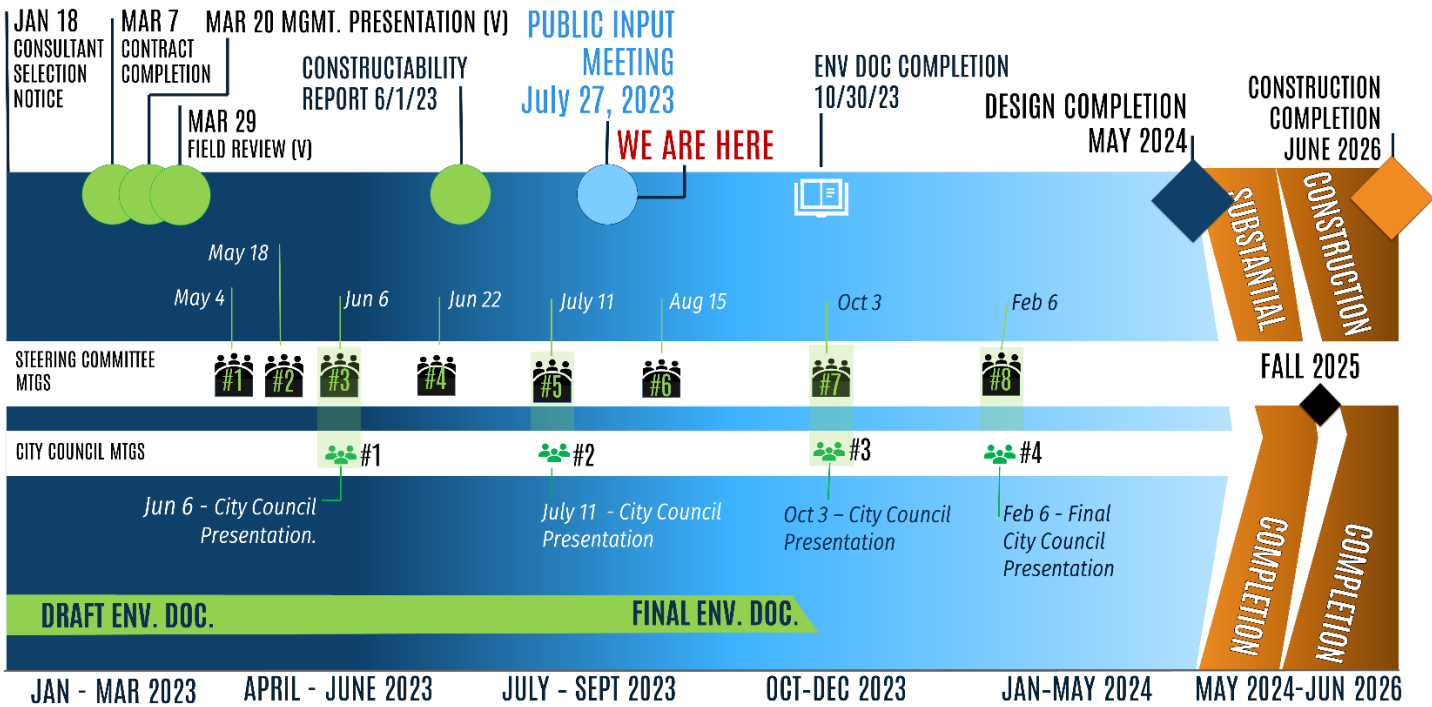 JAN 18
CONSULTANT
SELECTION
NOTICE
MAR 7
CONTRACT
COMPLETION
MAR 20 MGMT. PRESENTATION (V)
MAR 29
FIELD REVIEW (V)
CONSTRUCTABILITY
REPORT 6/1/23
PUBLIC INPUT
MEETING
July 27, 2023
WE ARE HERE
ENV DOC COMPLETION
10/30/23
DESIGN COMPLETION
MAY 2024
CONSTRUCTION
COMPLETION
JUNE 2026
SUBSTANTIAL
CONSTRUCTION
May 18
May 4
Jun 6
Jun 22
July 11
Aug 15
Oct 3
Feb 6
STEERING COMMITTEE
MTGS
#1
#2
#3
#4
#5
#6
#7
#8
FALL 2025
CITY COUNCIL MTGS
#1
#2
#3
#4
Jun 6 - City Council
Presentation.
July 11 - City Council
Presentation
Oct 3 – City Council
Presentation
Feb 6 - Final
City Council
Presentation
COMPLETION
COMPLETION
DRAFT ENV. DOC.
FINAL ENV. DOC.
JAN - MAR 2023
APRIL - JUNE 2023
JULY – SEPT 2023
OCT-DEC 2023
JAN-MAY 2024
MAY 2024-JUN 2026